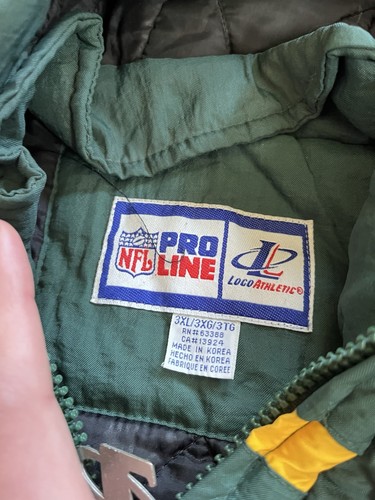 NFL
PRO
LINE
LOGO ATHLETIC®
3XL/3XG/3TG
RN#63388
CA#13924
MADE IN KOREA
HECHO EN KOREA
FABRIQUE EN COREE